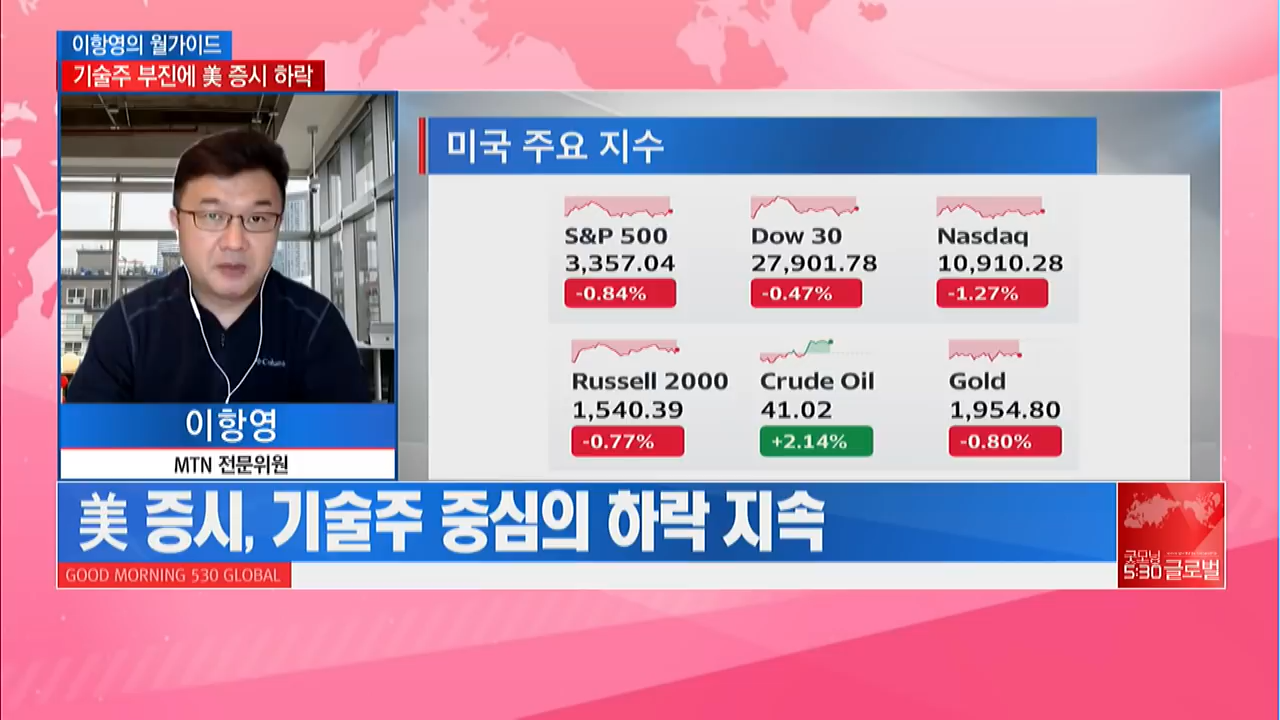 이항영의 월가이드
기술주 부진에 美 증시 하락
미국 주요 지수
S&P 500
3,357.04
-0.84%
Dow 30
27,901.78
-0.47%
Nasdaq
10,910.28
-1.27%
Russell 2000
1,540.39
-0.77%
Crude Oil
41.02
+2.14%
Gold
1,954.80
-0.80%
Columbia
이항영
MTN 전문위원
美 증시, 기술주 중심의 하락 지속
GOOD MORNING 530 GLOBAL
굿모닝
5:30 글로벌